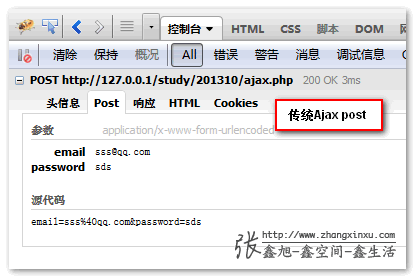 控制台 HTML CSS 脚本 DOM
清除 保持 概况 All 错误 警告 消息 调试信息
POST http://127.0.0.1/study/201310/ajax.php 200 OK 3ms
头信息 Post 响应 HTML Cookies
传统Ajax post
参数 application/x-www-form-urlencoded
email sss@qq.com
password sds
源代码
email=sss%40qq.com&password=sds
http://www.zhangxinxu.com
张鑫旭-鑫空间-鑫生活